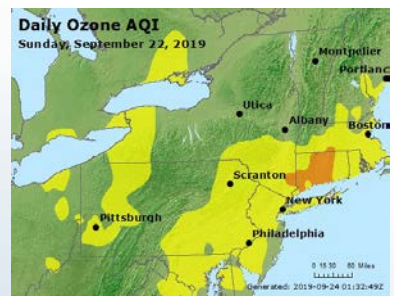 Daily Ozone AQI
Sunday, September 22, 2019
Montpelier
Portland
Utica
Albany
Boston
Scranton
New York
Pittsburgh
Philadelphia
0 15 30 60 Miles
Generated: 2019-09-24 01:32:49Z